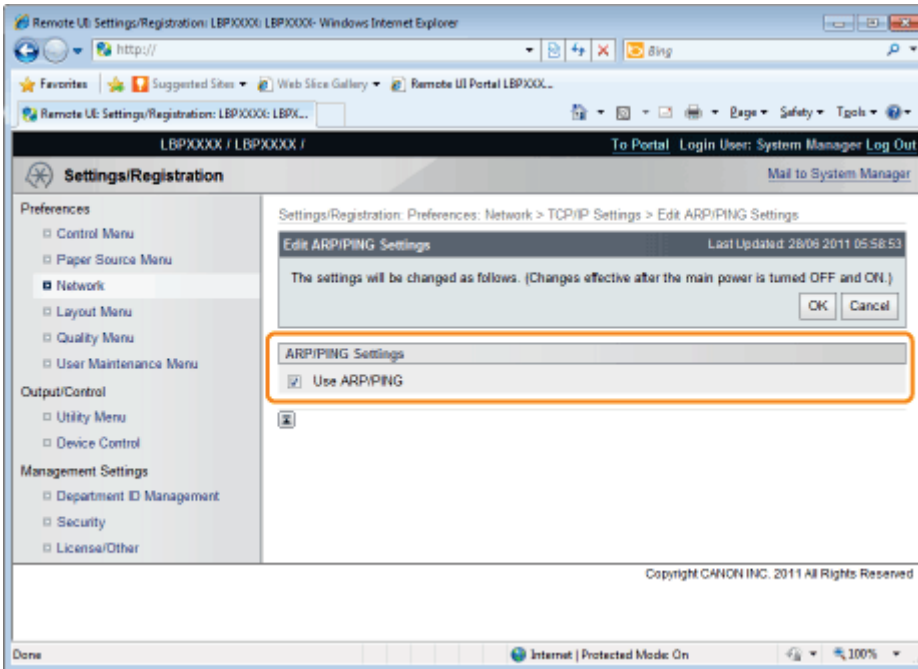 Remote UI: Settings/Registration: LBPXXXX: LBPXXXX- Windows Internet Explorer
http://
Bing
Favorites Suggested Sites Web Slice Gallery Remote UI Portal LBPXXX...
Remote UI: Settings/Registration: LBPXXXX: LBPX...
Page Safety Tools
LBPXXXX / LBPXXXX / To Portal Login User: System Manager Log Out
Settings/Registration Mail to System Manager
Preferences
Control Menu
Paper Source Menu
Network
Layout Menu
Quality Menu
User Maintenance Menu
Output/Control
Utility Menu
Device Control
Management Settings
Department ID Management
Security
License/Other
Settings/Registration: Preferences: Network > TCP/IP Settings > Edit ARP/PING Settings
Edit ARP/PING Settings Last Updated: 28/06 2011 05:58:53
The settings will be changed as follows. (Changes effective after the main power is turned OFF and ON.)
OK Cancel
ARP/PING Settings
Use ARP/PING
Copyright CANON INC. 2011 All Rights Reserved
Done Internet | Protected Mode: On 100%